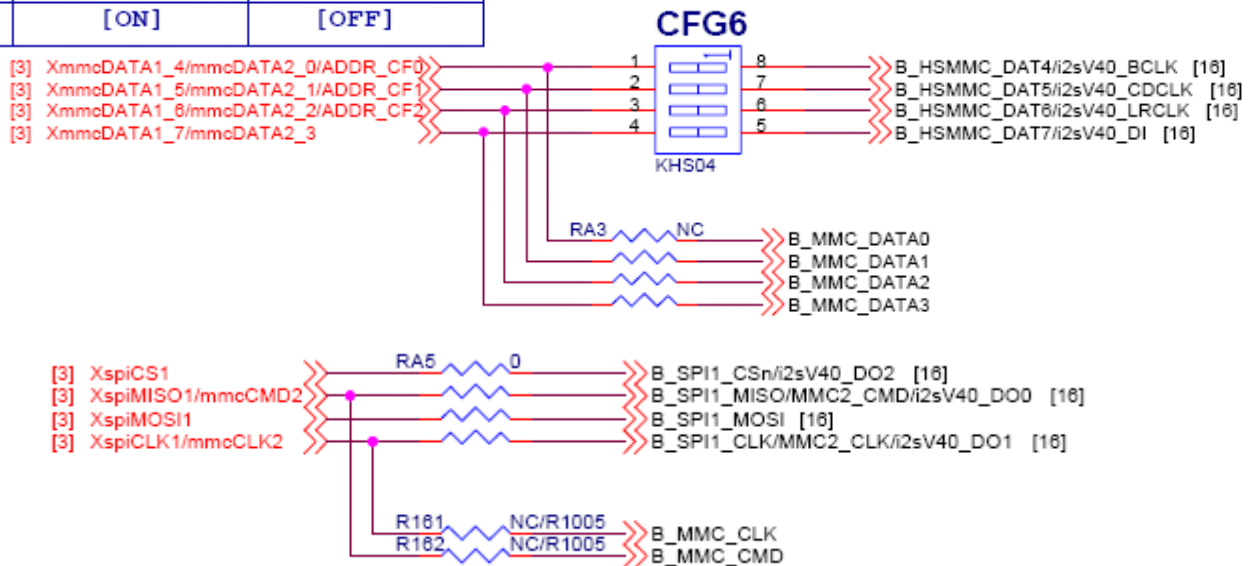 [ON] [OFF]
CFG6
[3] XmmcDATA1_4/mmcDATA2_0/ADDR_CF0 1 8 B_HSMMC_DAT4/i2sV40_BCLK [16]
[3] XmmcDATA1_5/mmcDATA2_1/ADDR_CF1 2 7 B_HSMMC_DAT5/i2sV40_CDCLK [16]
[3] XmmcDATA1_6/mmcDATA2_2/ADDR_CF2 3 6 B_HSMMC_DAT6/i2sV40_LRCLK [16]
[3] XmmcDATA1_7/mmcDATA2_3 4 5 B_HSMMC_DAT7/i2sV40_DI [16]
KHS04
RA3 NC B_MMC_DATA0
B_MMC_DATA1
B_MMC_DATA2
B_MMC_DATA3
[3] XspiCS1 RA5 0 B_SPI1_CSn/i2sV40_DO2 [16]
[3] XspiMISO1/mmcCMD2 B_SPI1_MISO/MMC2_CMD/i2sV40_DO0 [16]
[3] XspiMOSI1 B_SPI1_MOSI [16]
[3] XspiCLK1/mmcCLK2 B_SPI1_CLK/MMC2_CLK/i2sV40_DO1 [16]
R161 NC/R1005 B_MMC_CLK
R162 NC/R1005 B_MMC_CMD